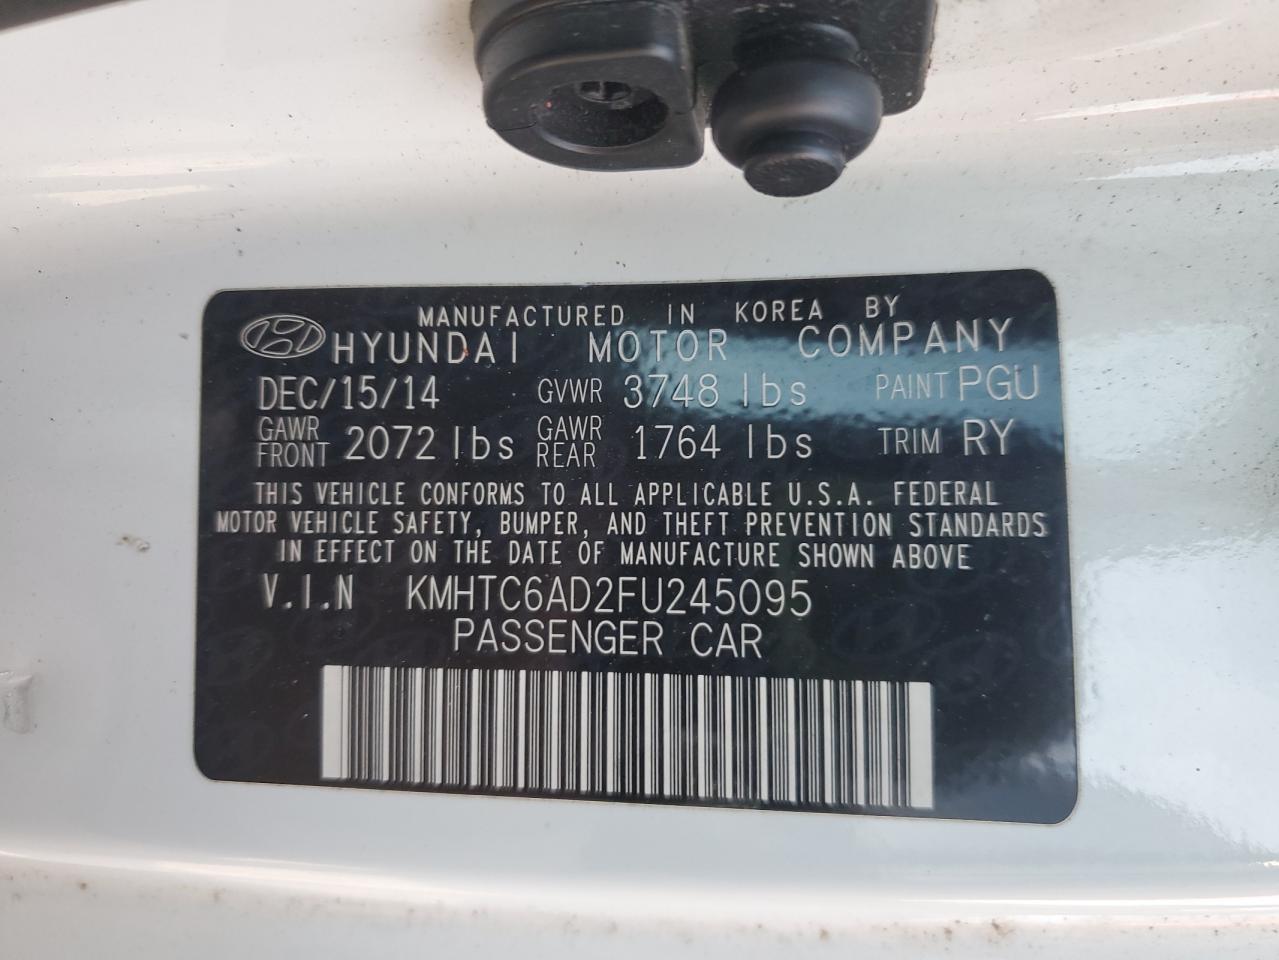 MANUFACTURED IN KOREA BY
HYUNDAI MOTOR COMPANY
DEC/15/14 GVWR 3748 lbs PAINT PGU
GAWR FRONT 2072 lbs GAWR REAR 1764 lbs TRIM RY
THIS VEHICLE CONFORMS TO ALL APPLICABLE U.S.A. FEDERAL
MOTOR VEHICLE SAFETY, BUMPER, AND THEFT PREVENTION STANDARDS
IN EFFECT ON THE DATE OF MANUFACTURE SHOWN ABOVE
V.I.N KMHTC6AD2FU245095
PASSENGER CAR